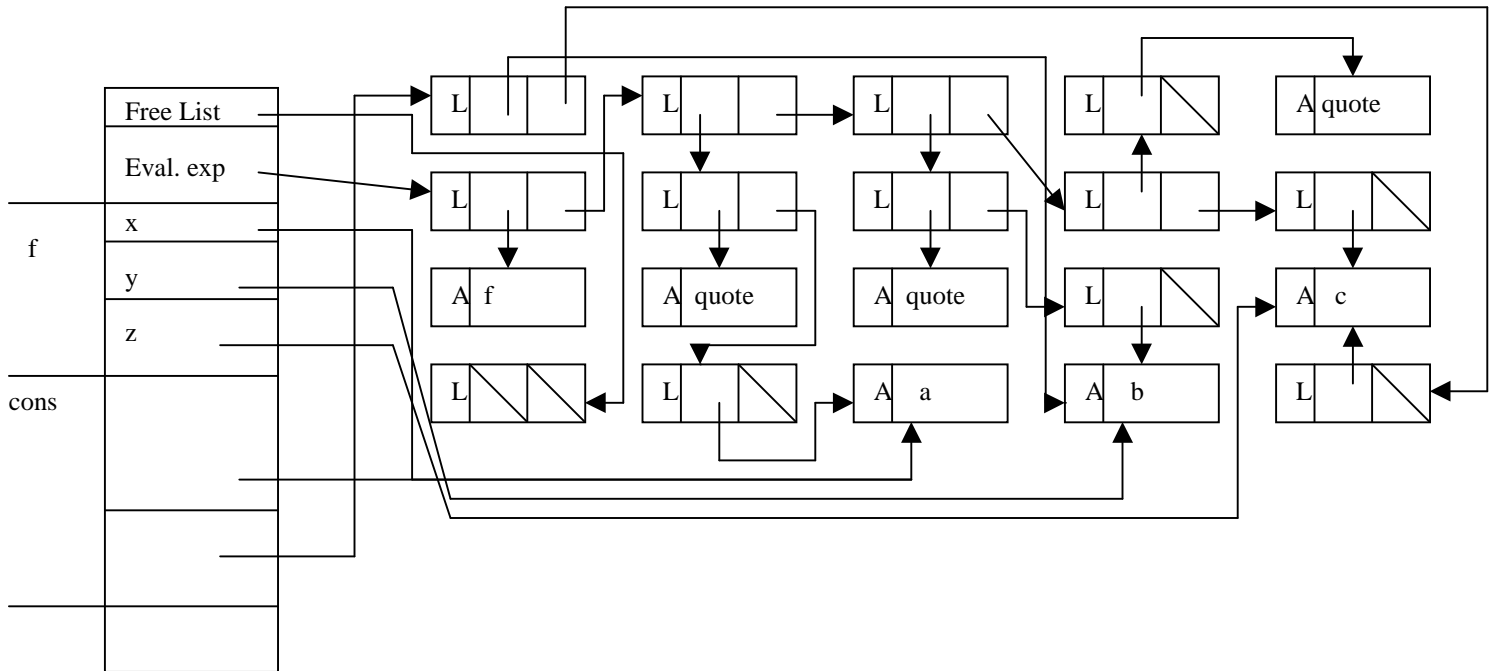 L L L L A quote
Free List
Eval. exp
L L L L L
x
f
y
A f A quote A quote L A c
z
L L A a A b L
cons